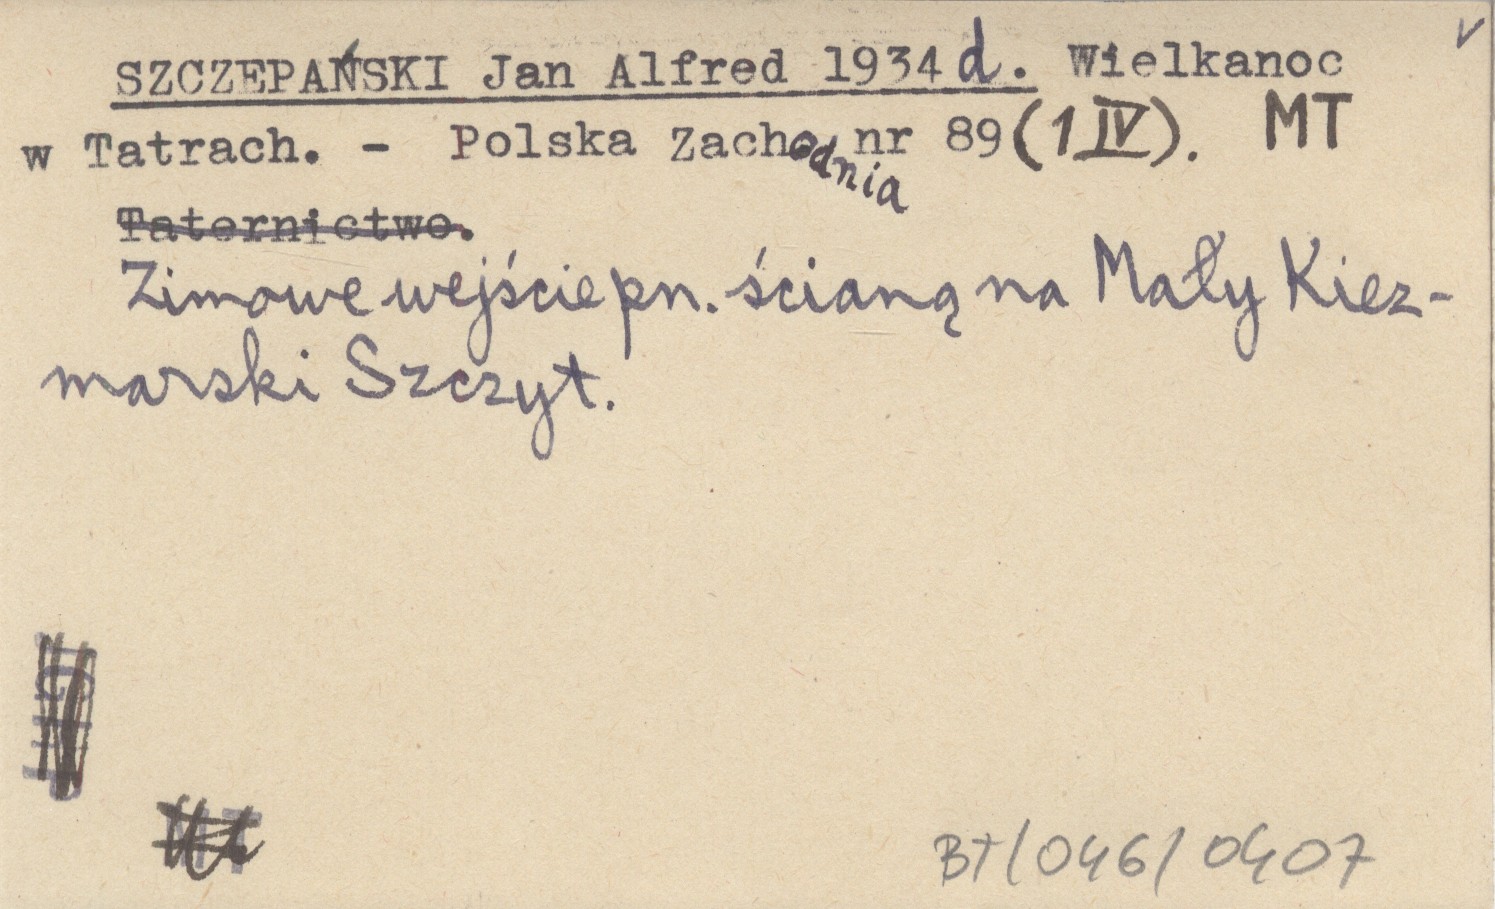 SZCZEPAŃSKI Jan Alfred 1934 d. Wielkanoc
w Tatrach. - Polska Zachodnia nr 89 (1 IV). MT
Taternictwo.
Zimowe wejście pn. ścianą na Mały Kiez-
marski Szczyt.
BT/046/0407